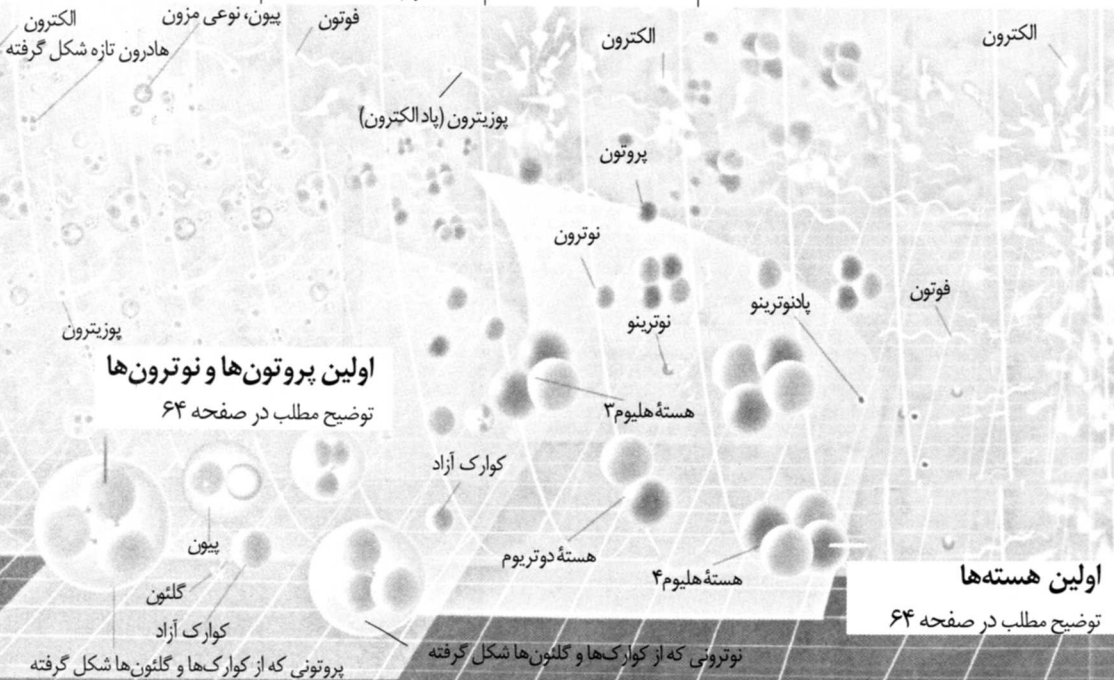 الکترون
هادرون تازه شکل گرفته
پیون، نوعی مزون
فوتون
پوزیترون (پادالکترون)
الکترون
الکترون
پروتون
نوترون
نوترینو
پادنوترینو
فوتون
پوزیترون
اولین پروتون‌ها و نوترون‌ها
توضیح مطلب در صفحه ۶۴
هستهٔ هلیوم۳
کوارک آزاد
پیون
گلئون
کوارک آزاد
پروتونی که از کوارک‌ها و گلئون‌ها شکل گرفته
هستهٔ دوتریوم
هستهٔ هلیوم۴
نوترونی که از کوارک‌ها و گلئون‌ها شکل گرفته
اولین هسته‌ها
توضیح مطلب در صفحه ۶۴